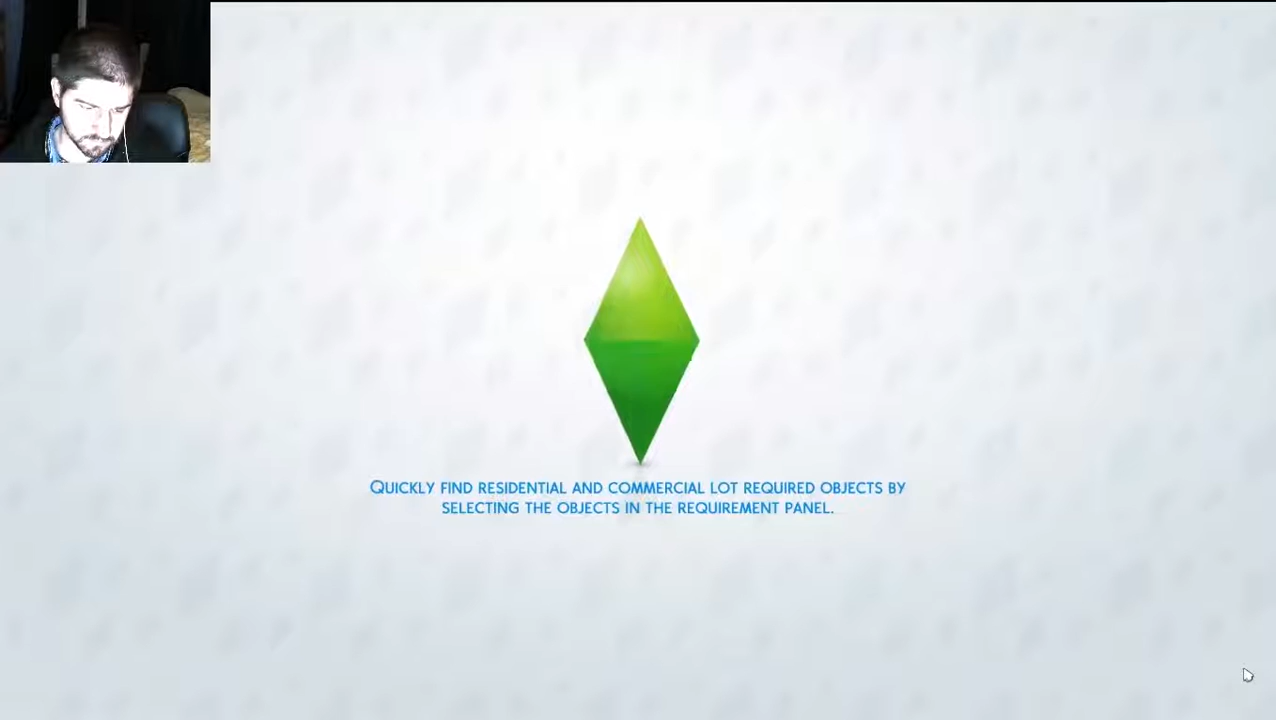 Quickly find residential and commercial lot required objects by
selecting the objects in the requirement panel.